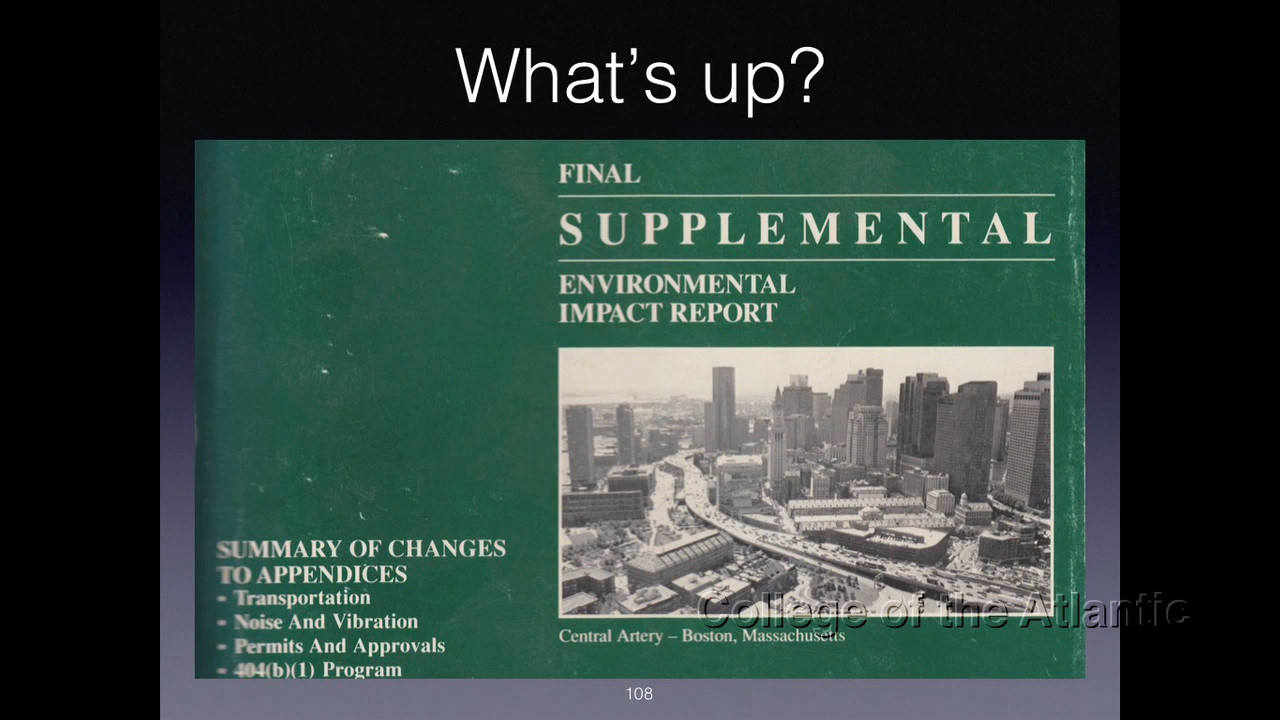 What's up?
FINAL
SUPPLEMENTAL
ENVIRONMENTAL
IMPACT REPORT
SUMMARY OF CHANGES
TO APPENDICES
- Transportation
- Noise And Vibration
- Permits And Approvals
- 404(b)(1) Program
Central Artery – Boston, Massachusetts
College of the Atlantic
108